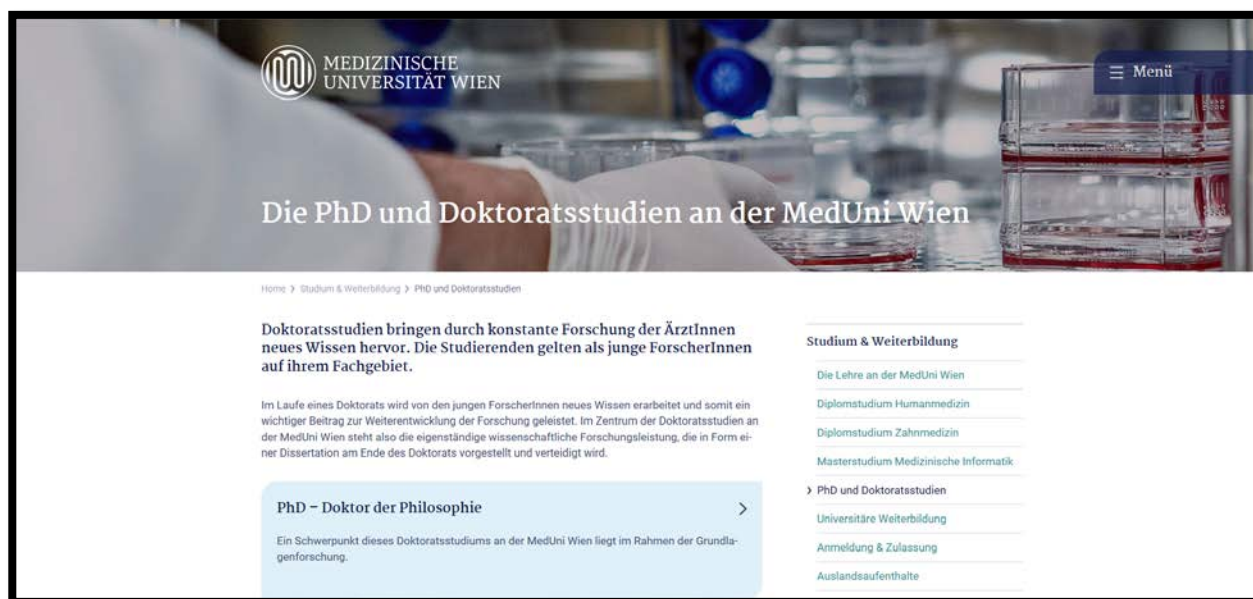 MEDIZINISCHE
UNIVERSITÄT WIEN
☰ Menü
Die PhD und Doktoratsstudien an der MedUni Wien
Home > Studium & Weiterbildung > PhD und Doktoratsstudien
Doktoratsstudien bringen durch konstante Forschung der ÄrztInnen
neues Wissen hervor. Die Studierenden gelten als junge ForscherInnen
auf ihrem Fachgebiet.
Im Laufe eines Doktorats wird von den jungen ForscherInnen neues Wissen erarbeitet und somit ein
wichtiger Beitrag zur Weiterentwicklung der Forschung geleistet. Im Zentrum der Doktoratsstudien an
der MedUni Wien steht also die eigenständige wissenschaftliche Forschungsleistung, die in Form ei-
ner Dissertation am Ende des Doktorats vorgestellt und verteidigt wird.
PhD – Doktor der Philosophie
Ein Schwerpunkt dieses Doktoratsstudiums an der MedUni Wien liegt im Rahmen der Grundla-
genforschung.
Studium & Weiterbildung
Die Lehre an der MedUni Wien
Diplomstudium Humanmedizin
Diplomstudium Zahnmedizin
Masterstudium Medizinische Informatik
> PhD und Doktoratsstudien
Universitäre Weiterbildung
Anmeldung & Zulassung
Auslandsaufenthalte